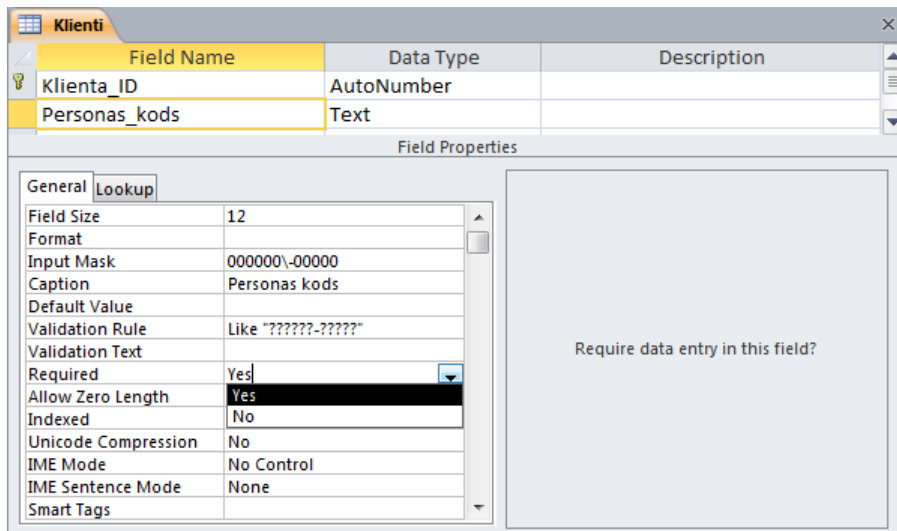 Klienti
Field Name Data Type Description
Klienta_ID AutoNumber
Personas_kods Text
Field Properties
General Lookup
Field Size 12
Format
Input Mask 000000\-00000
Caption Personas kods
Default Value
Validation Rule Like "??????-?????"
Validation Text
Required Yes
Allow Zero Length Yes
Indexed No
Unicode Compression No
IME Mode No Control
IME Sentence Mode None
Smart Tags
Require data entry in this field?